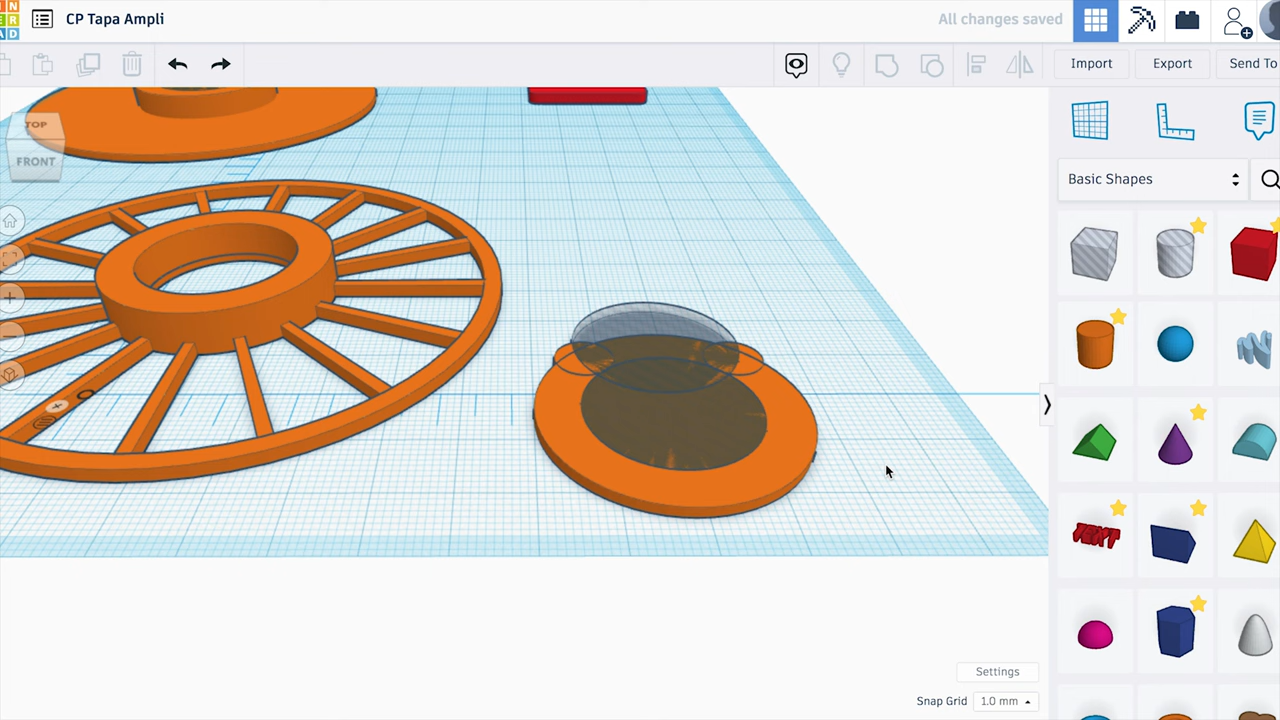 CP Tapa Ampli
All changes saved
Import
Export
Send To
TOP
FRONT
Basic Shapes
TEXT
Settings
Snap Grid
1.0 mm